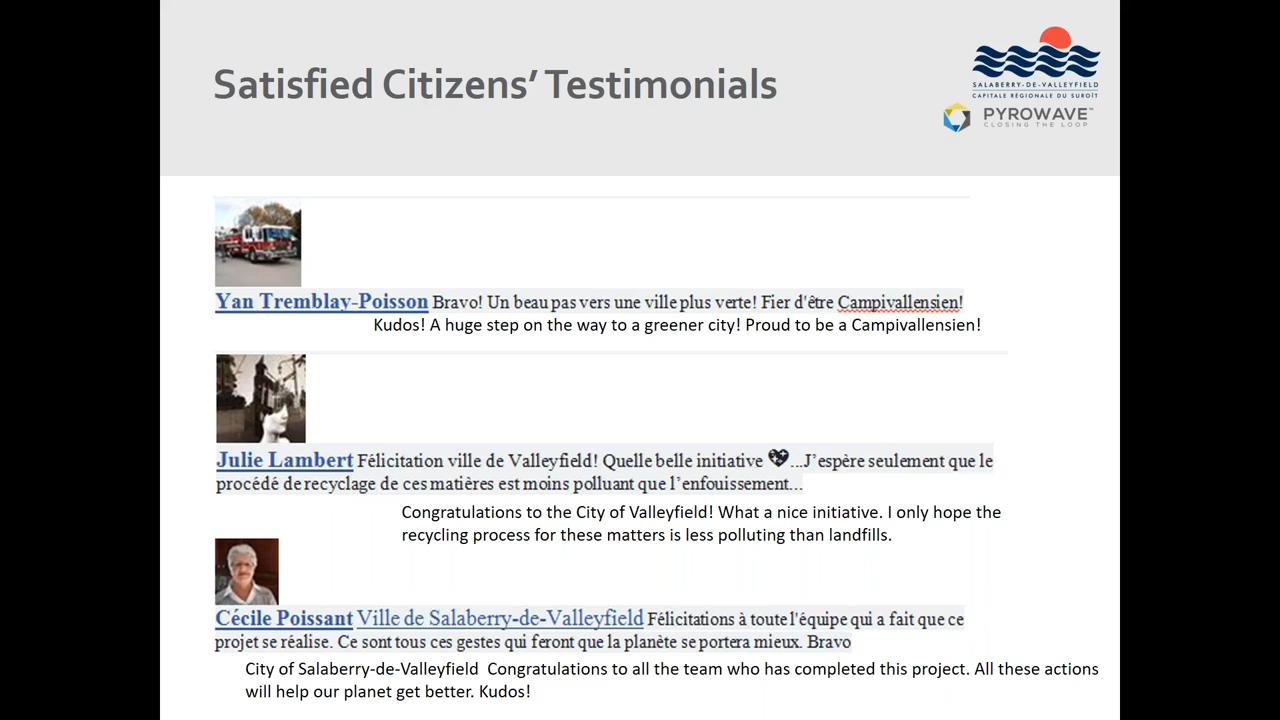 Satisfied Citizens’ Testimonials
SALABERRY-DE-VALLEYFIELD
CAPITALE RÉGIONALE DU SUROÎT
PYROWAVE™
CLOSING THE LOOP
Yan Tremblay-Poisson Bravo! Un beau pas vers une ville plus verte! Fier d'être Campivallensien!
Kudos! A huge step on the way to a greener city! Proud to be a Campivallensien!
Julie Lambert Félicitation ville de Valleyfield! Quelle belle initiative 💖...J’espère seulement que le
procédé de recyclage de ces matières est moins polluant que l’enfouissement...
Congratulations to the City of Valleyfield! What a nice initiative. I only hope the
recycling process for these matters is less polluting than landfills.
Cécile Poissant Ville de Salaberry-de-Valleyfield Félicitations à toute l'équipe qui a fait que ce
projet se réalise. Ce sont tous ces gestes qui feront que la planète se portera mieux. Bravo
City of Salaberry-de-Valleyfield  Congratulations to all the team who has completed this project. All these actions
will help our planet get better. Kudos!